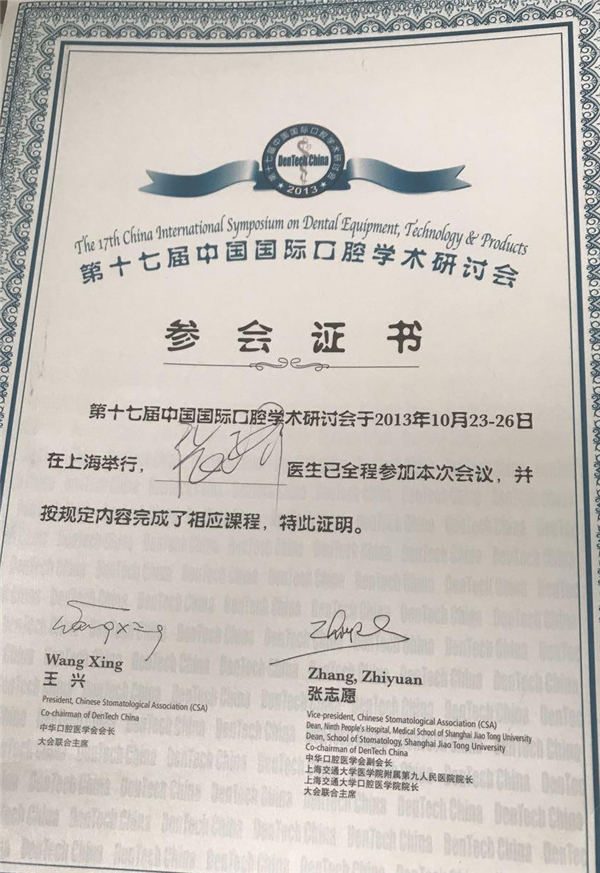 第十七届中国国际口腔学术研讨会
DenTech China
2013
The 17th China International Symposium on Dental Equipment, Technology & Products
第十七届中国国际口腔学术研讨会
参会证书
第十七届中国国际口腔学术研讨会于2013年10月23-26日
在上海举行，医生已全程参加本次会议，并
按规定内容完成了相应课程，特此证明。
Wang Xing
Wang Xing
王 兴
President, Chinese Stomatological Association (CSA)
Co-chairman of DenTech China
中华口腔医学会会长
大会联合主席
Zhang, Zhiyuan
张志愿
Vice-president, Chinese Stomatological Association (CSA)
Dean, Ninth People's Hospital, Medical School of Shanghai Jiao Tong University
Dean, School of Stomatology, Shanghai Jiao Tong University
Co-chairman of DenTech China
中华口腔医学会副会长
上海交通大学医学院附属第九人民医院院长
上海交通大学口腔医学院院长
大会联合主席